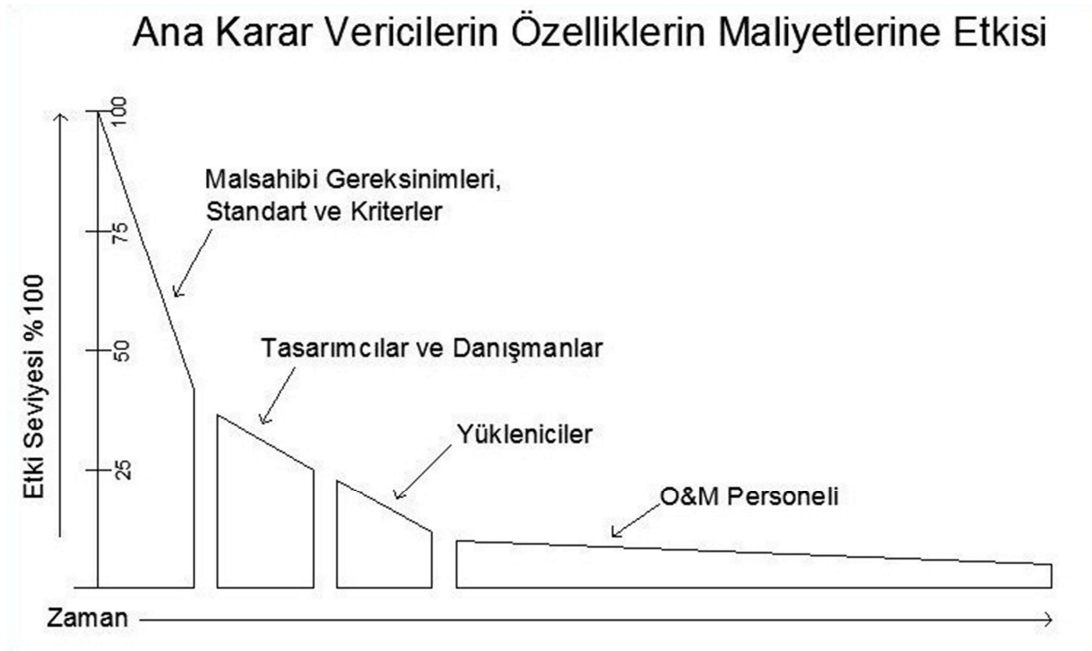 Ana Karar Vericilerin Özelliklerin Maliyetlerine Etkisi
100
75
50
25
Etki Seviyesi %100
Malsahibi Gereksinimleri,
Standart ve Kriterler
Tasarımcılar ve Danışmanlar
Yükleniciler
O&M Personeli
Zaman